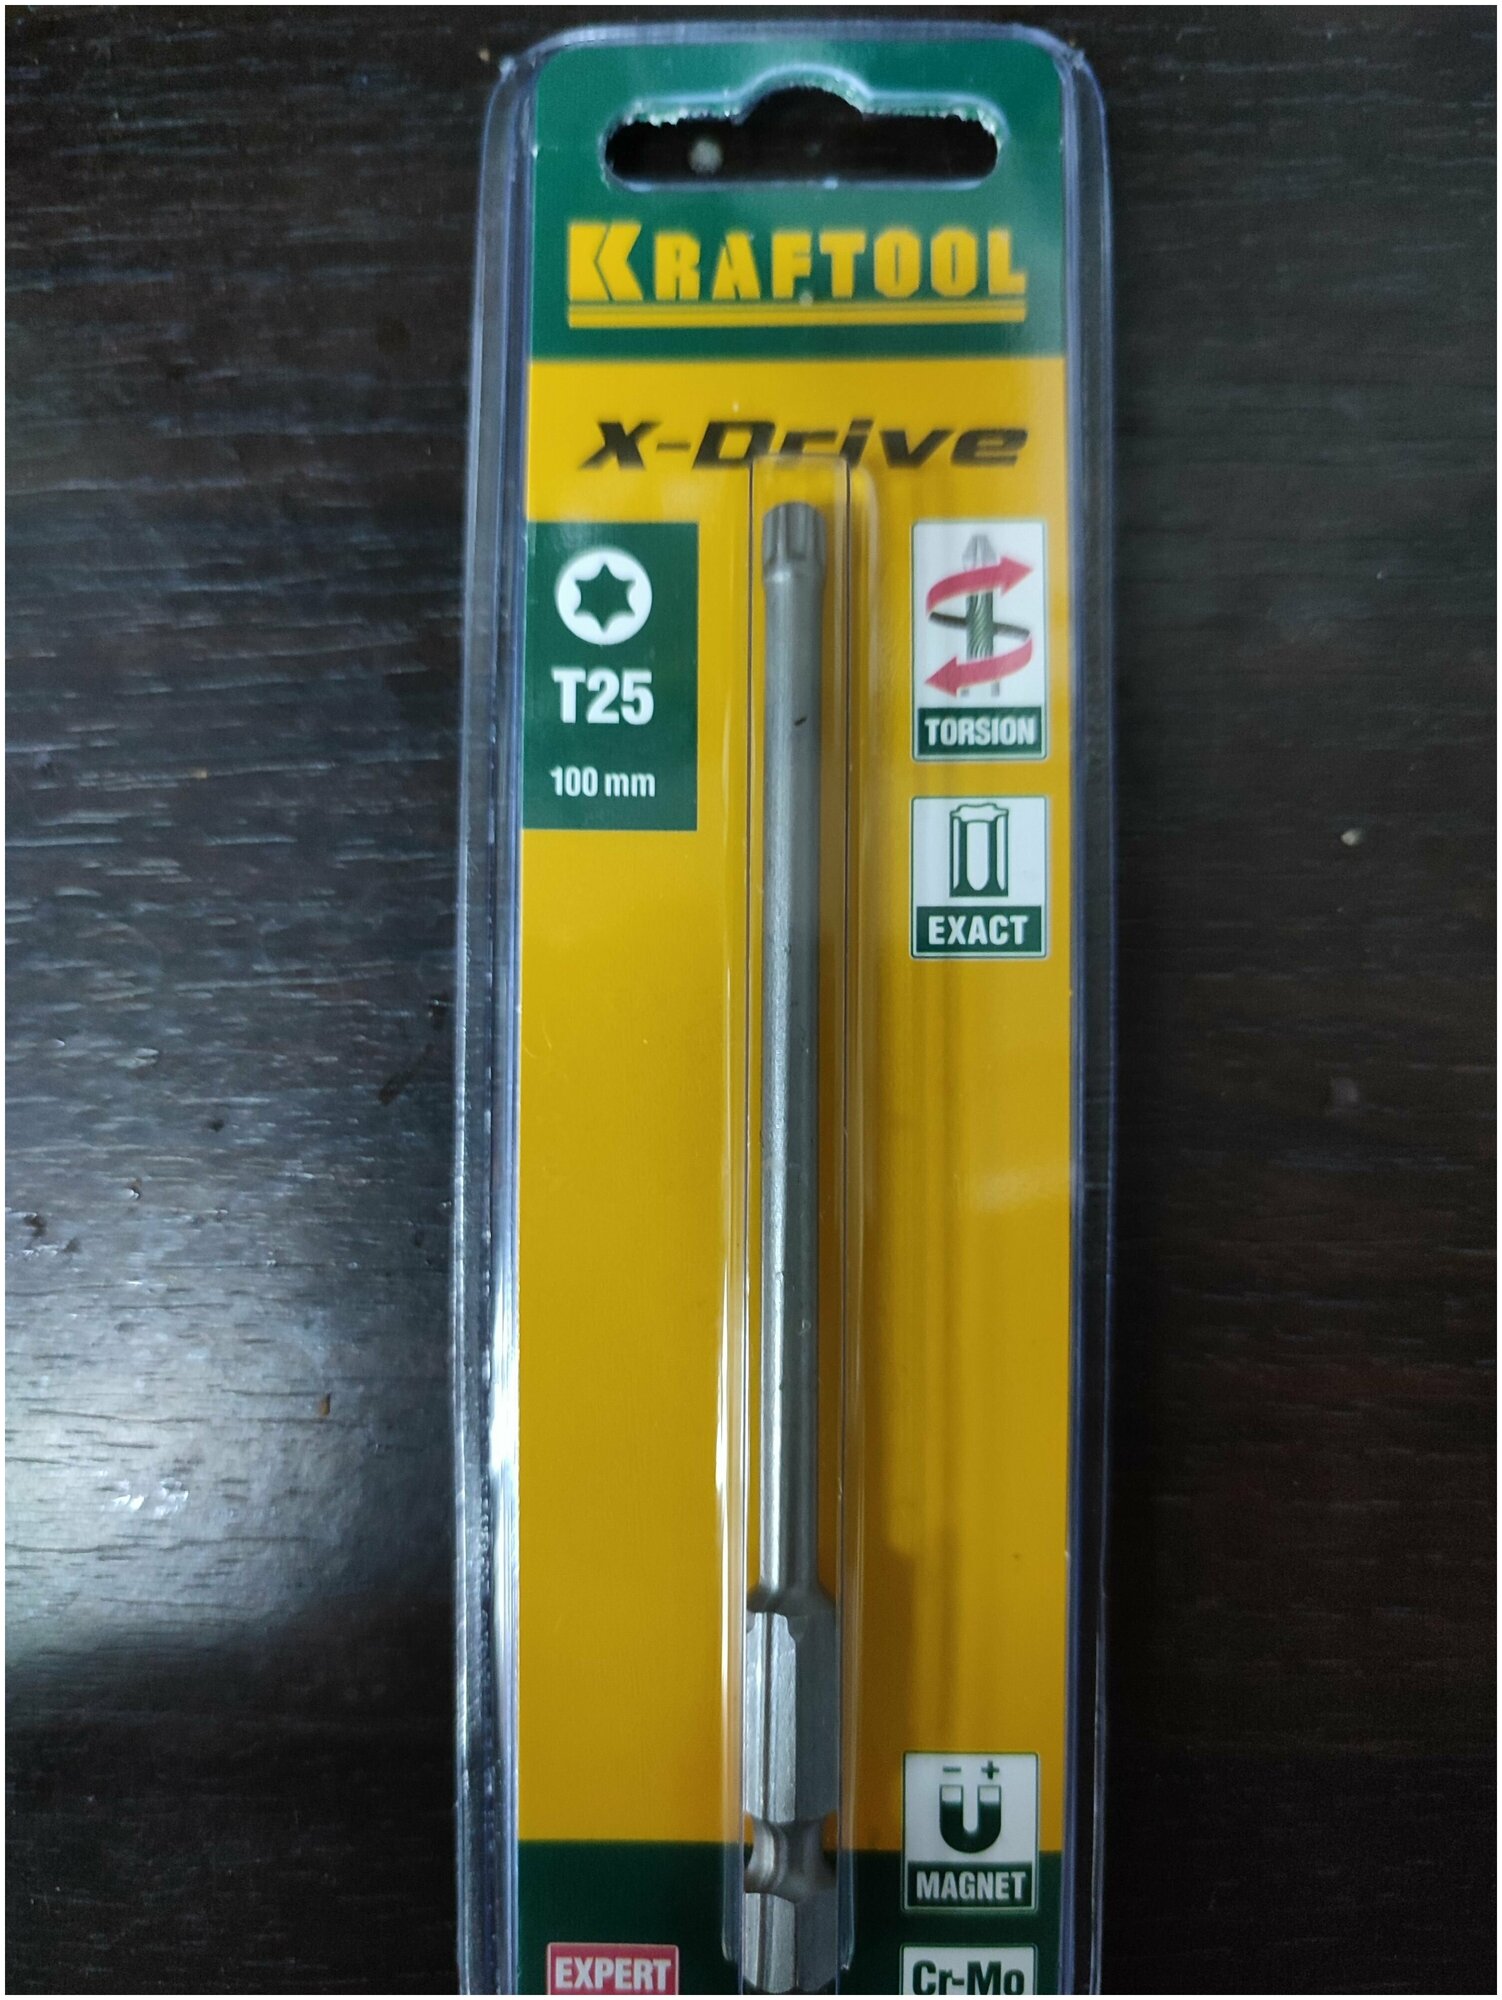 KRAFTOOL
X-Drive
T25
100 mm
TORSION
EXACT
- +
MAGNET
EXPERT
Cr-Mo